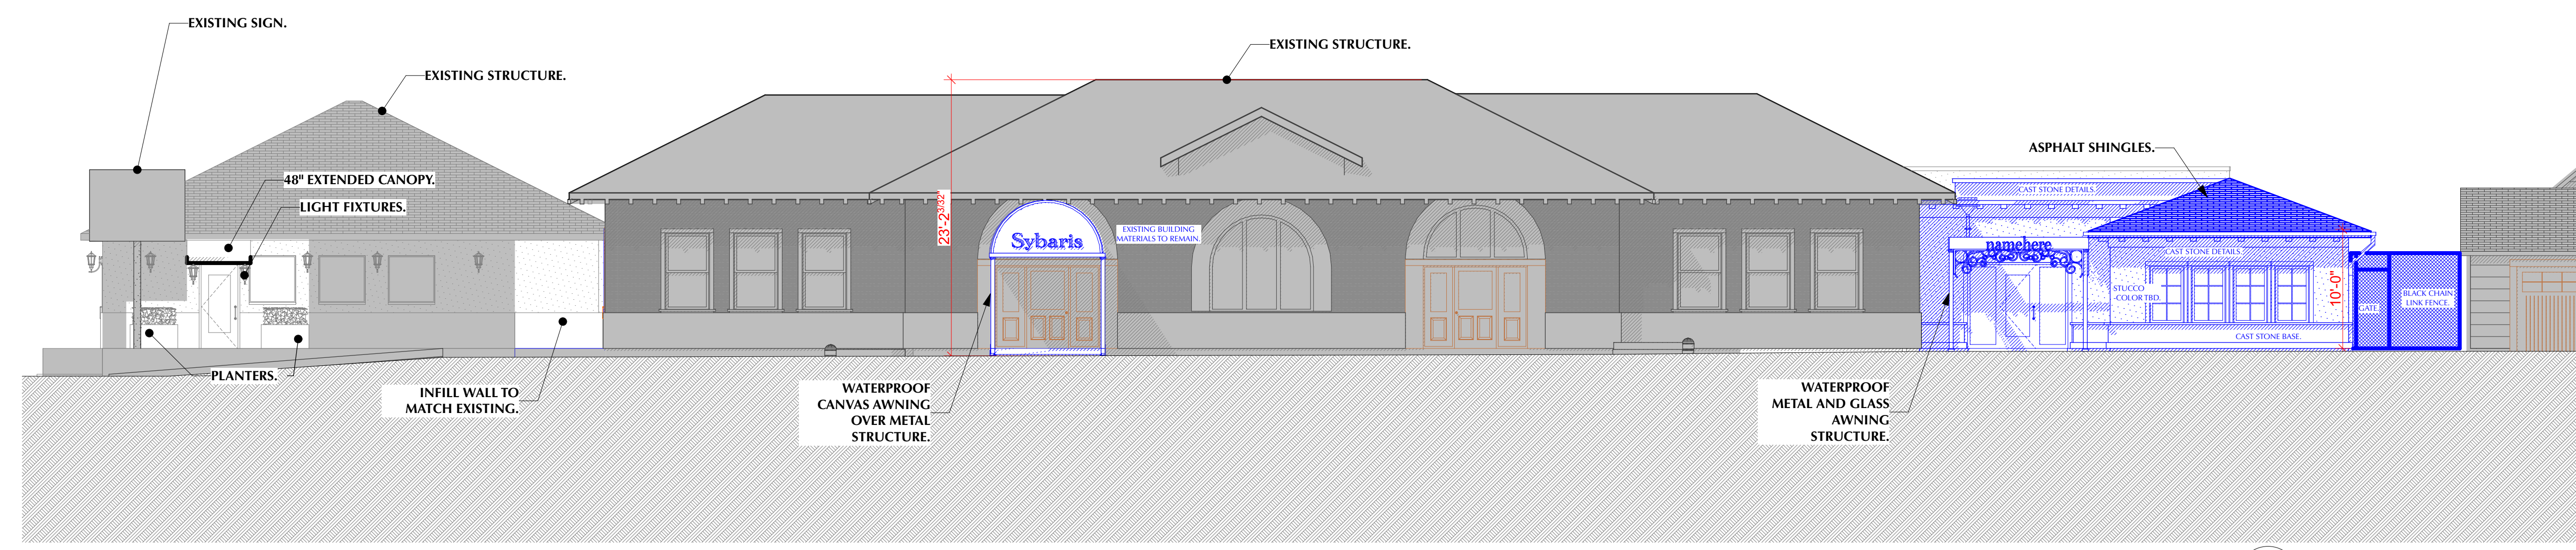 EXISTING SIGN.
EXISTING STRUCTURE.
EXISTING STRUCTURE.
48" EXTENDED CANOPY.
LIGHT FIXTURES.
ASPHALT SHINGLES.
CAST STONE DETAILS.
23'-2 3/32"
Sybaris
EXISTING BUILDING
MATERIALS TO REMAIN.
namehere
CAST STONE DETAILS.
STUCCO
-COLOR TBD.
10'-0"
GATE.
BLACK CHAIN
LINK FENCE.
CAST STONE BASE.
PLANTERS.
INFILL WALL TO
MATCH EXISTING.
WATERPROOF
CANVAS AWNING
OVER METAL
STRUCTURE.
WATERPROOF
METAL AND GLASS
AWNING
STRUCTURE.